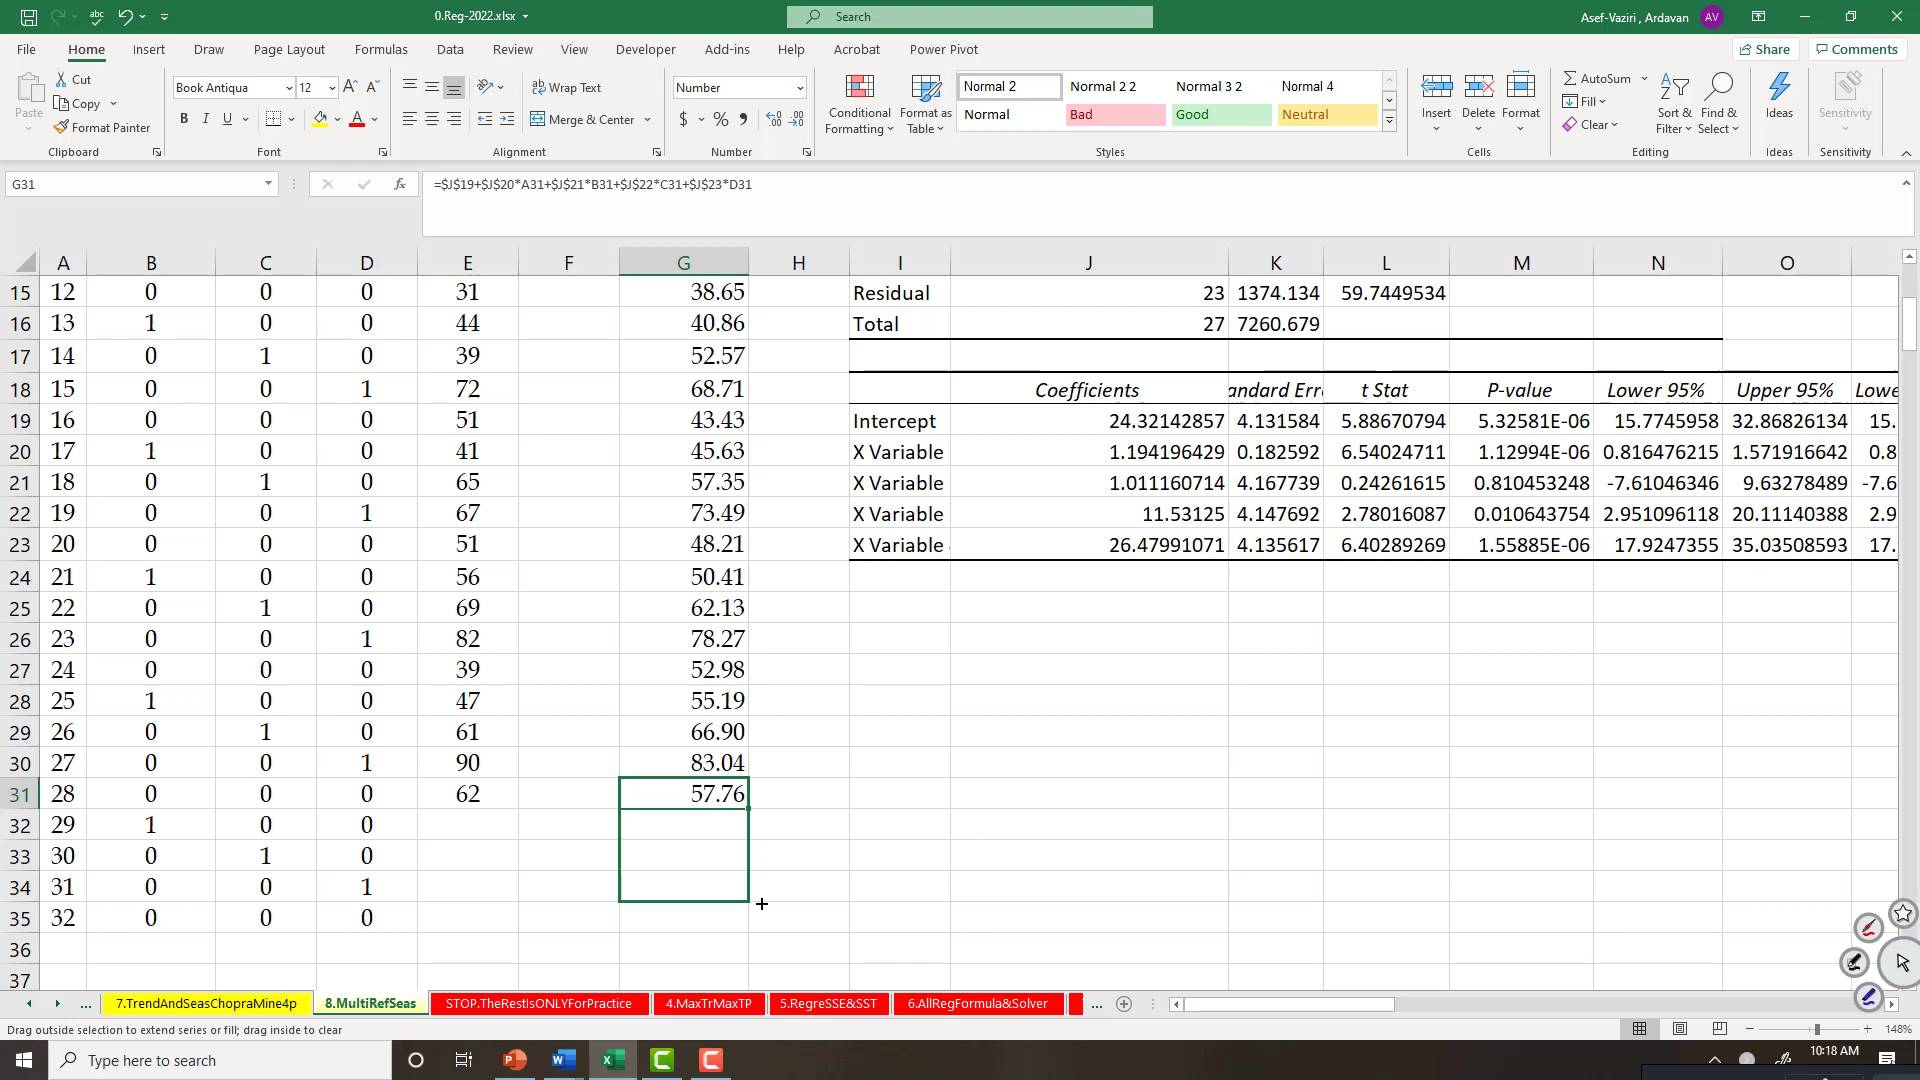 0.Reg-2022.xlsx
Search
Asef-Vaziri , Ardavan AV
File Home Insert Draw Page Layout Formulas Data Review View Developer Add-ins Help Acrobat Power Pivot Share Comments
Paste Cut Copy Format Painter
Book Antiqua 12
Wrap Text Merge & Center
Number
Conditional Formatting Format as Table
Normal 2 Normal 2 2 Normal 3 2 Normal 4
Normal Bad Good Neutral
Insert Delete Format
AutoSum Fill Clear Sort & Filter Find & Select
Ideas Sensitivity
Clipboard Font Alignment Number Styles Cells Editing Ideas Sensitivity
G31 fx =$J$19+$J$20*A31+$J$21*B31+$J$22*C31+$J$23*D31
A B C D E F G H I J K L M N O
15 12 0 0 0 31 38.65 Residual 23 1374.134 59.7449534
16 13 1 0 0 44 40.86 Total 27 7260.679
17 14 0 1 0 39 52.57
18 15 0 0 1 72 68.71 Coefficients andard Err t Stat P-value Lower 95% Upper 95% Lowe
19 16 0 0 0 51 43.43 Intercept 24.32142857 4.131584 5.88670794 5.32581E-06 15.7745958 32.86826134 15.
20 17 1 0 0 41 45.63 X Variable 1.194196429 0.182592 6.54024711 1.12994E-06 0.816476215 1.571916642 0.8
21 18 0 1 0 65 57.35 X Variable 1.011160714 4.167739 0.24261615 0.810453248 -7.61046346 9.63278489 -7.6
22 19 0 0 1 67 73.49 X Variable 11.53125 4.147692 2.78016087 0.010643754 2.951096118 20.11140388 2.9
23 20 0 0 0 51 48.21 X Variable 26.47991071 4.135617 6.40289269 1.55885E-06 17.9247355 35.03508593 17.
24 21 1 0 0 56 50.41
25 22 0 1 0 69 62.13
26 23 0 0 1 82 78.27
27 24 0 0 0 39 52.98
28 25 1 0 0 47 55.19
29 26 0 1 0 61 66.90
30 27 0 0 1 90 83.04
31 28 0 0 0 62 57.76
32 29 1 0 0
33 30 0 1 0
34 31 0 0 1
35 32 0 0 0
36
37
... 7.TrendAndSeasChopraMine4p 8.MultiRefSeas STOP.TheRestIsONLYForPractice 4.MaxTrMaxTP 5.RegreSSE&SST 6.AllRegFormula&Solver ...
Drag outside selection to extend series or fill; drag inside to clear 148%
Type here to search 10:18 AM